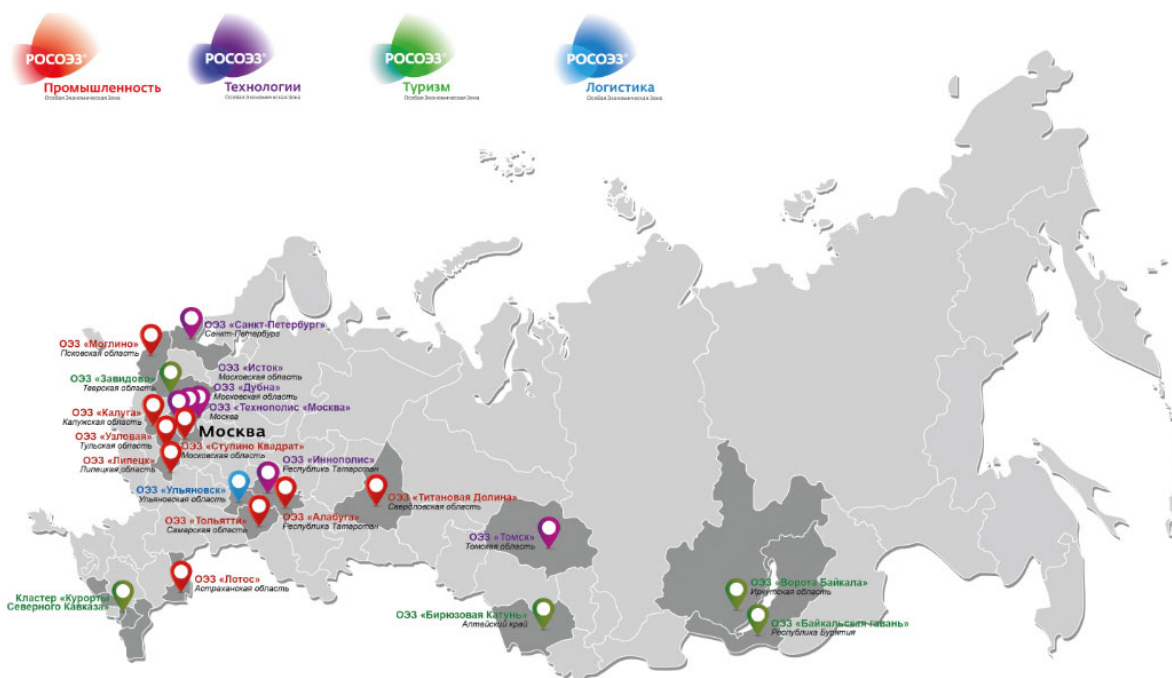 РОСОЭЗ®
Промышленность
Особая Экономическая Зона
РОСОЭЗ®
Технологии
Особая Экономическая Зона
РОСОЭЗ®
Туризм
Особая Экономическая Зона
РОСОЭЗ®
Логистика
Особая Экономическая Зона
ОЭЗ «Санкт-Петербург»
Санкт-Петербург
ОЭЗ «Моглино»
Псковская область
ОЭЗ «Исток»
Московская область
ОЭЗ «Завидово»
Тверская область
ОЭЗ «Дубна»
Московская область
ОЭЗ «Технополис «Москва»
Москва
ОЭЗ «Калуга»
Калужская область
Москва
ОЭЗ «Узловая»
Тульская область
ОЭЗ «Ступино Квадрат»
Московская область
ОЭЗ «Липецк»
Липецкая область
ОЭЗ «Иннополис»
Республика Татарстан
ОЭЗ «Ульяновск»
Ульяновская область
ОЭЗ «Титановая Долина»
Свердловская область
ОЭЗ «Тольятти»
Самарская область
ОЭЗ «Алабуга»
Республика Татарстан
ОЭЗ «Томск»
Томская область
ОЭЗ «Лотос»
Астраханская область
Кластер «Курорты
Северного Кавказа»
ОЭЗ «Бирюзовая Катунь»
Алтайский край
ОЭЗ «Ворота Байкала»
Иркутская область
ОЭЗ «Байкальская гавань»
Республика Бурятия